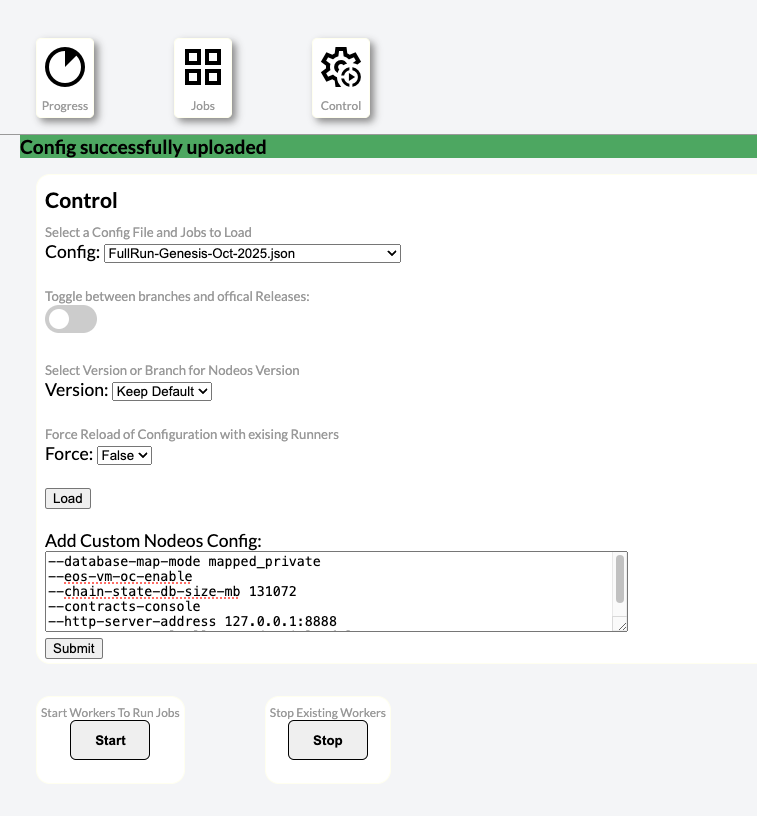 Progress
Jobs
Control
Config successfully uploaded
Control
Select a Config File and Jobs to Load
Config: FullRun-Genesis-Oct-2025.json
Toggle between branches and offical Releases:
Select Version or Branch for Nodeos Version
Version: Keep Default
Force Reload of Configuration with exising Runners
Force: False
Load
Add Custom Nodeos Config:
--database-map-mode mapped_private
--eos-vm-oc-enable
--chain-state-db-size-mb 131072
--contracts-console
--http-server-address 127.0.0.1:8888
Submit
Start Workers To Run Jobs
Start
Stop Existing Workers
Stop